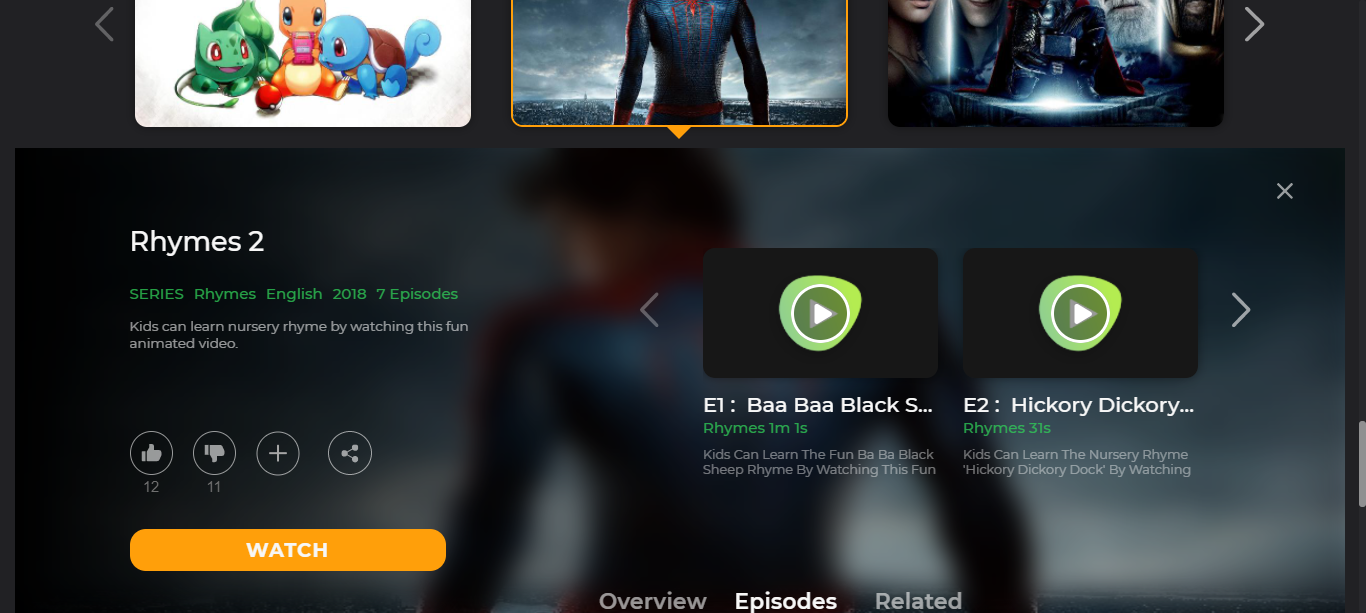 Rhymes 2
SERIES Rhymes English 2018 7 Episodes
Kids can learn nursery rhyme by watching this fun
animated video.
12
11
WATCH
E1 : Baa Baa Black S...
Rhymes 1m 1s
Kids Can Learn The Fun Ba Ba Black
Sheep Rhyme By Watching This Fun
E2 : Hickory Dickory...
Rhymes 31s
Kids Can Learn The Nursery Rhyme
'Hickory Dickory Dock' By Watching
Overview Episodes Related